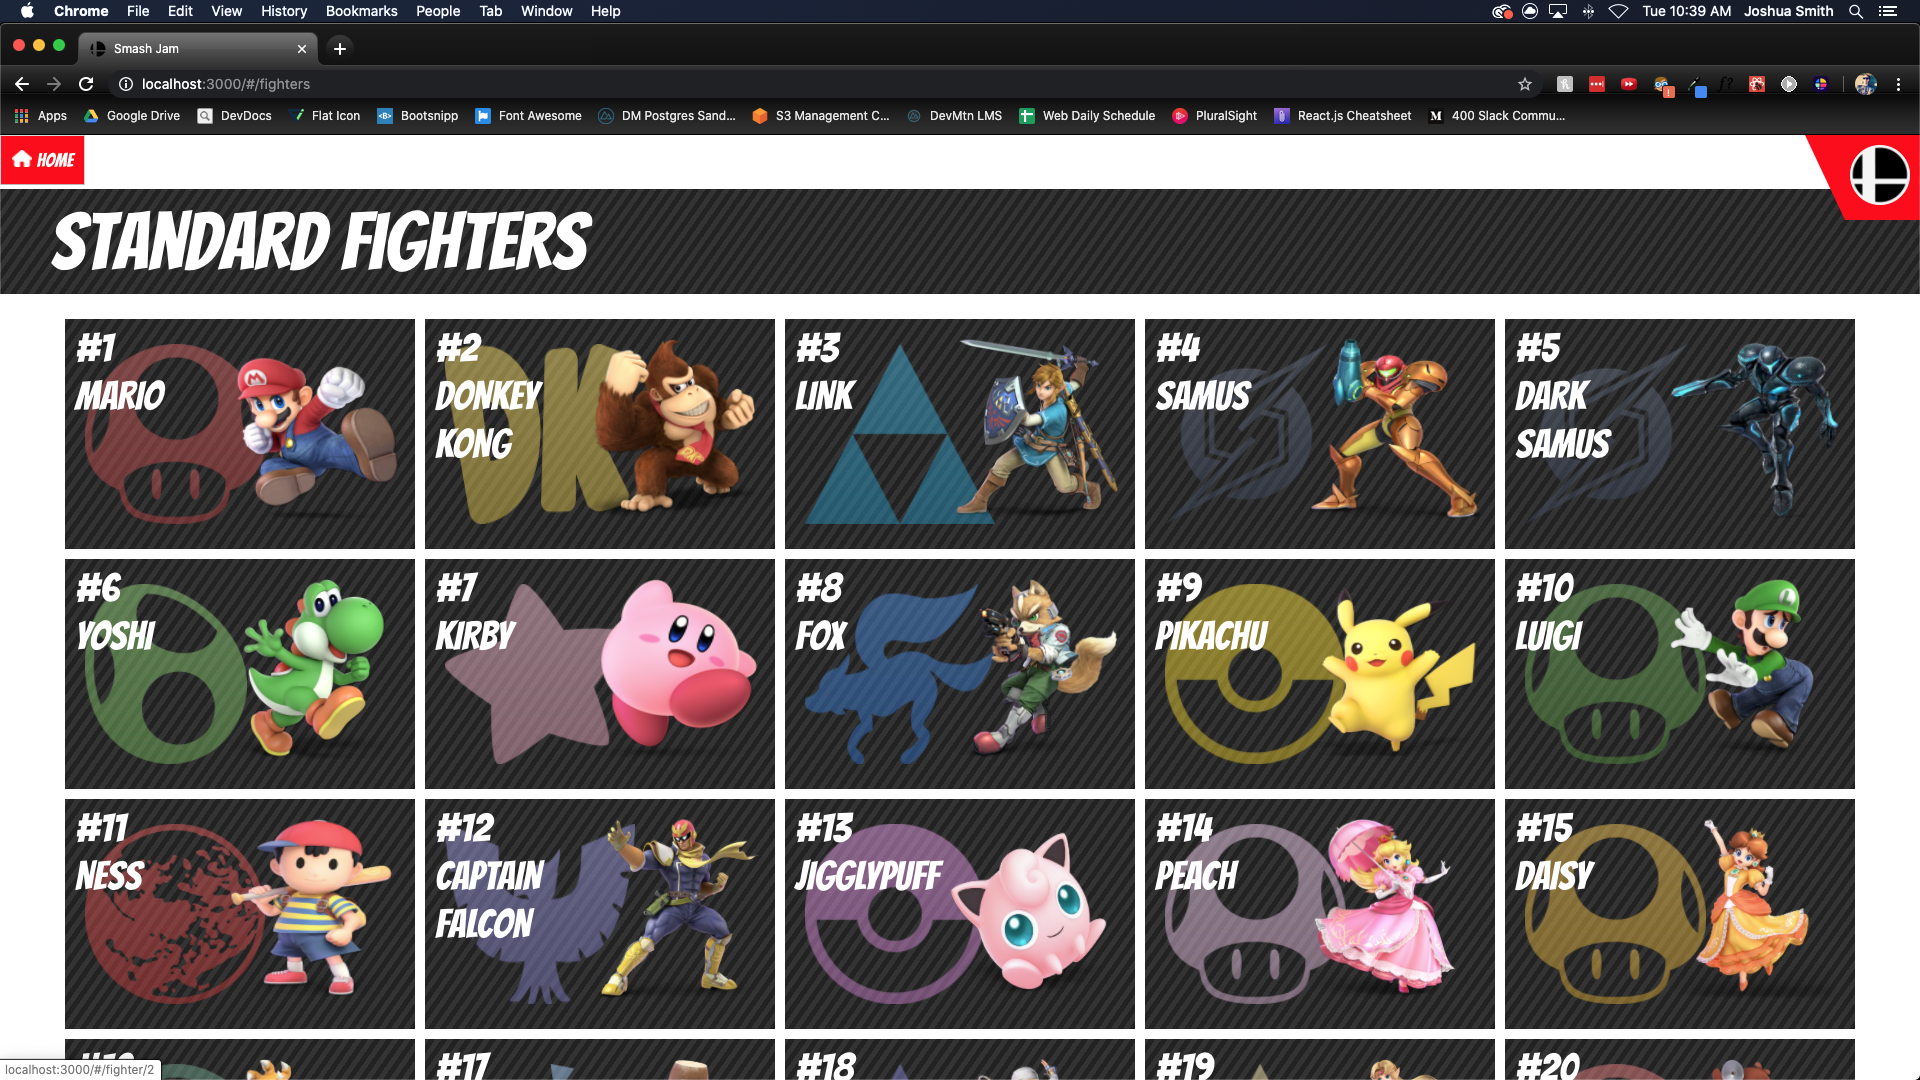 Chrome File Edit View History Bookmarks People Tab Window Help Tue 10:39 AM Joshua Smith
Smash Jam
localhost:3000/#/fighters
Apps Google Drive DevDocs Flat Icon Bootsnipp Font Awesome DM Postgres Sand... S3 Management C... DevMtn LMS Web Daily Schedule PluralSight React.js Cheatsheet M 400 Slack Commu...
HOME
STANDARD FIGHTERS
#1
MARIO
#2
DONKEY
KONG
#3
LINK
#4
SAMUS
#5
DARK
SAMUS
#6
YOSHI
#7
KIRBY
#8
FOX
#9
PIKACHU
#10
LUIGI
#11
NESS
#12
CAPTAIN
FALCON
#13
JIGGLYPUFF
#14
PEACH
#15
DAISY
#17
#18
#19
#20
localhost:3000/#/fighter/2